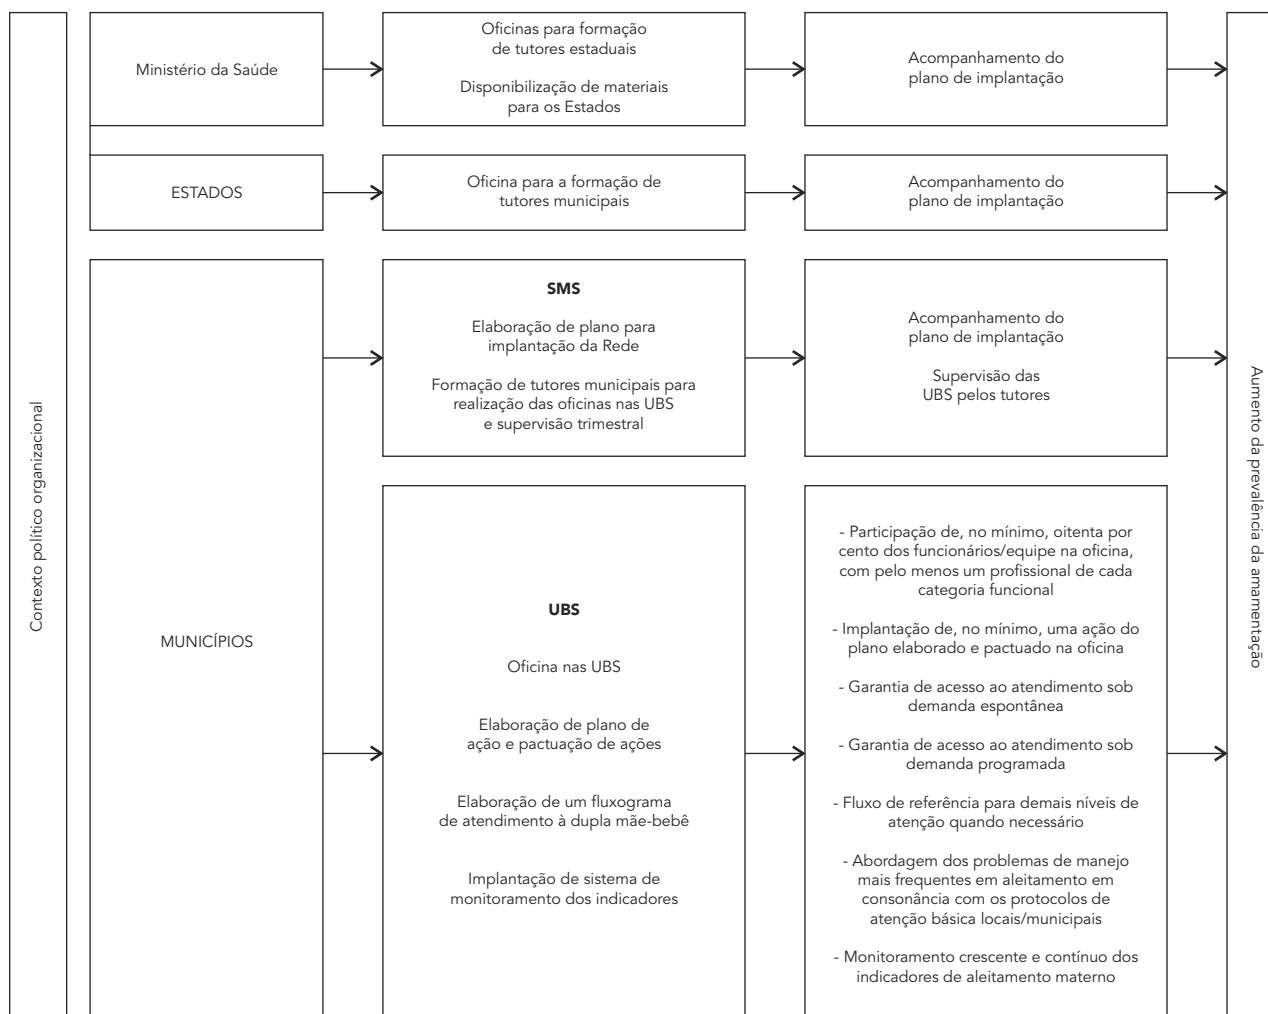 Contexto político organizacional
Ministério da Saúde
Oficinas para formação
de tutores estaduais
Disponibilização de materiais
para os Estados
Acompanhamento do
plano de implantação
ESTADOS
Oficina para a formação de
tutores municipais
Acompanhamento do
plano de implantação
MUNICÍPIOS
SMS
Elaboração de plano para
implantação da Rede
Formação de tutores municipais para
realização das oficinas nas UBS
e supervisão trimestral
Acompanhamento do
plano de implantação
Supervisão das
UBS pelos tutores
UBS
Oficina nas UBS
Elaboração de plano de
ação e pactuação de ações
Elaboração de um fluxograma
de atendimento à dupla mãe-bebê
Implantação de sistema de
monitoramento dos indicadores
- Participação de, no mínimo, oitenta por
cento dos funcionários/equipe na oficina,
com pelo menos um profissional de cada
categoria funcional
- Implantação de, no mínimo, uma ação do
plano elaborado e pactuado na oficina
- Garantia de acesso ao atendimento sob
demanda espontânea
- Garantia de acesso ao atendimento sob
demanda programada
- Fluxo de referência para demais níveis de
atenção quando necessário
- Abordagem dos problemas de manejo
mais frequentes em aleitamento em
consonância com os protocolos de
atenção básica locais/municipais
- Monitoramento crescente e contínuo dos
indicadores de aleitamento materno
Aumento da prevalência da amamentação